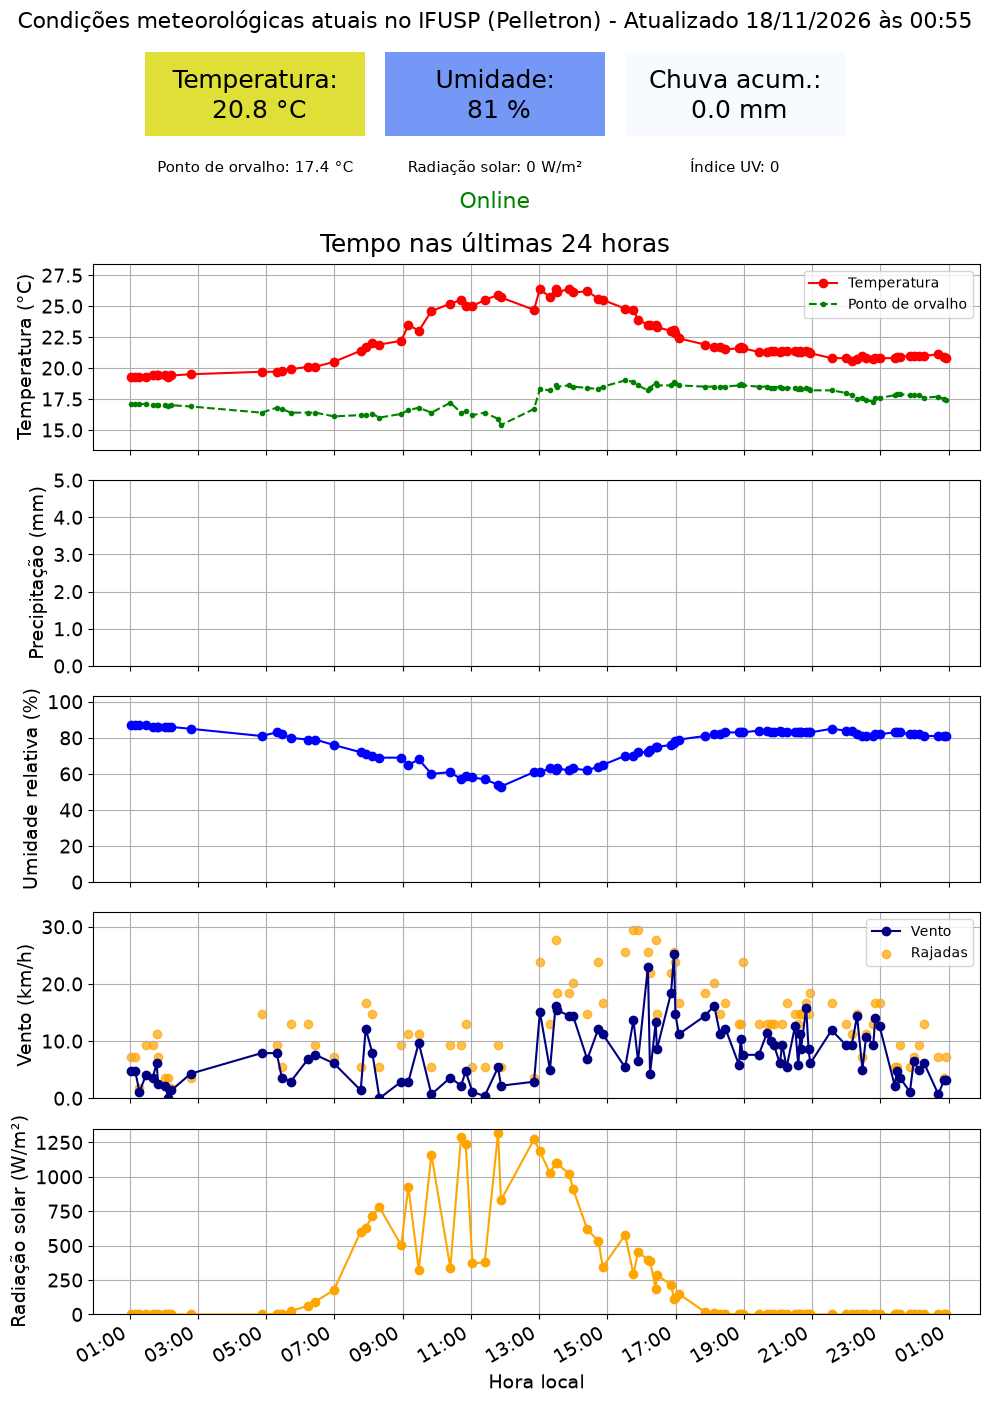 Condições meteorológicas atuais no IFUSP (Pelletron) - Atualizado 18/11/2026 às 00:55
Temperatura:
20.8 °C
Umidade:
81 %
Chuva acum.:
0.0 mm
Ponto de orvalho: 17.4 °C
Radiação solar: 0 W/m²
Índice UV: 0
Online
Tempo nas últimas 24 horas
Temperatura (°C)
27.5
25.0
22.5
20.0
17.5
15.0
Temperatura
Ponto de orvalho
Precipitação (mm)
5.0
4.0
3.0
2.0
1.0
0.0
Umidade relativa (%)
100
80
60
40
20
0
Vento (km/h)
30.0
20.0
10.0
0.0
Vento
Rajadas
Radiação solar (W/m²)
1250
1000
750
500
250
0
01:00
03:00
05:00
07:00
09:00
11:00
13:00
15:00
17:00
19:00
21:00
23:00
01:00
Hora local